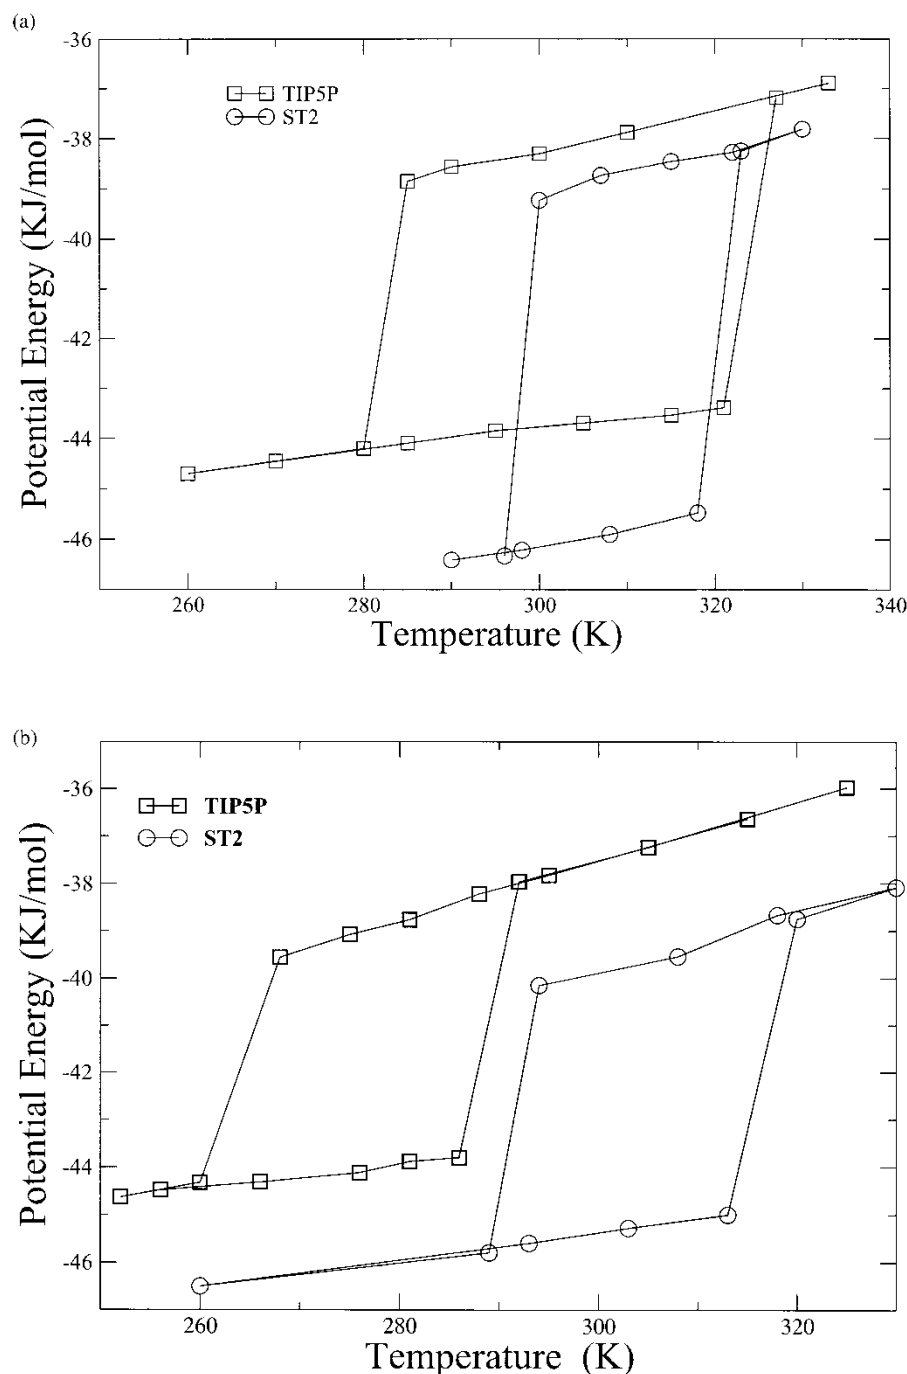 (a)
-36
TIP5P
ST2
-38
-40
-42
-44
-46
Potential Energy (KJ/mol)
260
280
300
320
340
Temperature (K)
(b)
-36
TIP5P
ST2
-38
-40
-42
-44
-46
Potential Energy (KJ/mol)
260
280
300
320
Temperature (K)